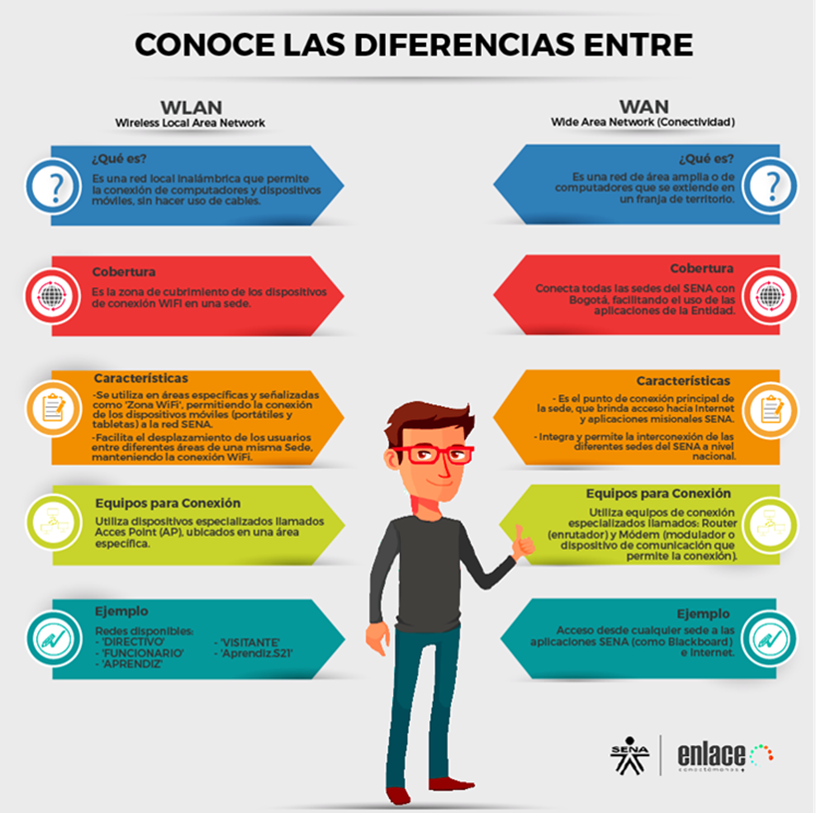 CONOCE LAS DIFERENCIAS ENTRE
WLAN
Wireless Local Area Network
¿Qué es?
Es una red local inalámbrica que permite
la conexión de computadores y dispositivos
móviles, sin hacer uso de cables.
Cobertura
Es la zona de cubrimiento de los dispositivos
de conexión WIFI en una sede.
Características
-Se utiliza en áreas específicas y señalizadas
como 'Zona WiFi', permitiendo la conexión
de los dispositivos móviles (portátiles y
tabletas) a la red SENA.
-Facilita el desplazamiento de los usuarios
entre diferentes áreas de una misma Sede,
manteniendo la conexión WiFi.
Equipos para Conexión
Utiliza dispositivos especializados llamados
Acces Point (AP), ubicados en una área
específica.
Ejemplo
Redes disponibles:
- 'DIRECTIVO'
- 'FUNCIONARIO'
- 'APRENDIZ'
- 'VISITANTE'
- 'Aprendiz.S21'
WAN
Wide Area Network (Conectividad)
¿Qué es?
Es una red de área amplia o de
computadores que se extiende en
un franja de territorio.
Cobertura
Conecta todas las sedes del SENA con
Bogotá, facilitando el uso de las
aplicaciones de la Entidad.
Características
- Es el punto de conexión principal de
la sede, que brinda acceso hacia Internet
y aplicaciones misionales SENA.
- Integra y permite la interconexión de las
diferentes sedes del SENA a nivel
nacional.
Equipos para Conexión
Utiliza equipos de conexión
especializados llamados: Router
(enrutador) y Módem (modulador o
dispositivo de comunicación que
permite la conexión).
Ejemplo
Acceso desde cualquier sede a las
aplicaciones SENA (como Blackboard)
e internet.
SENA
enlace
conectémonos +